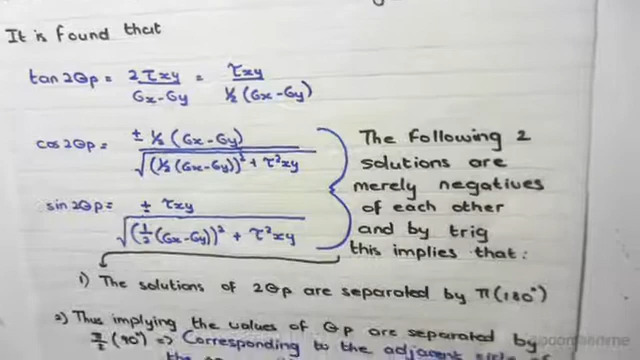 It is found that
tan 2θp = 2τxy / σx-σy = τxy / ½ (σx-σy)
cos 2θp = ± ½ (σx-σy) / √(½ (σx-σy))² + τ²xy
sin 2θp = ± τxy / √(½ (σx-σy))² + τ²xy
The following 2
solutions are
merely negatives
of each other
and by trig
this implies that:
1) The solutions of 2θp are separated by π(180°)
2) Thus implying the values of θp are separated by
π/2 (90°) => Corresponding to the adjacent
the